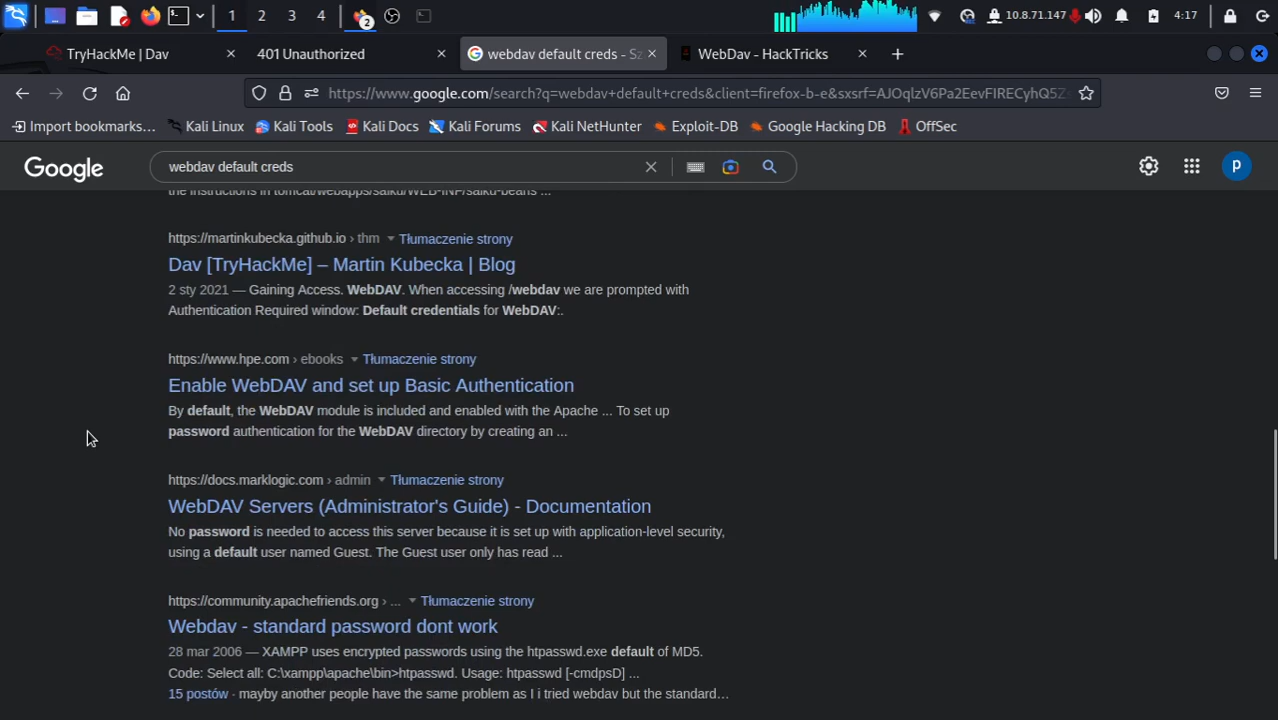 1 2 3 4 2 10.8.71.147 4:17
TryHackMe | Dav 401 Unauthorized webdav default creds - Sz WebDav - HackTricks
https://www.google.com/search?q=webdav+default+creds&client=firefox-b-e&sxsrf=AJOqlzV6Pa2EevFIRECyhQ5Z
Import bookmarks… Kali Linux Kali Tools Kali Docs Kali Forums Kali NetHunter Exploit-DB Google Hacking DB OffSec
Google webdav default creds p
the instructions in tomcat/webapps/saiku/WEB-INF/saiku-beans ...
https://martinkubecka.github.io › thm Tłumaczenie strony
Dav [TryHackMe] – Martin Kubecka | Blog
2 sty 2021 — Gaining Access. WebDAV. When accessing /webdav we are prompted with
Authentication Required window: Default credentials for WebDAV:.
https://www.hpe.com › ebooks Tłumaczenie strony
Enable WebDAV and set up Basic Authentication
By default, the WebDAV module is included and enabled with the Apache ... To set up
password authentication for the WebDAV directory by creating an ...
https://docs.marklogic.com › admin Tłumaczenie strony
WebDAV Servers (Administrator's Guide) - Documentation
No password is needed to access this server because it is set up with application-level security,
using a default user named Guest. The Guest user only has read ...
https://community.apachefriends.org › ... Tłumaczenie strony
Webdav - standard password dont work
28 mar 2006 — XAMPP uses encrypted passwords using the htpasswd.exe default of MD5.
Code: Select all: C:\xampp\apache\bin>htpasswd. Usage: htpasswd [-cmdpsD] ...
15 postów · mayby another people have the same problem as I i tried webdav but the standard…